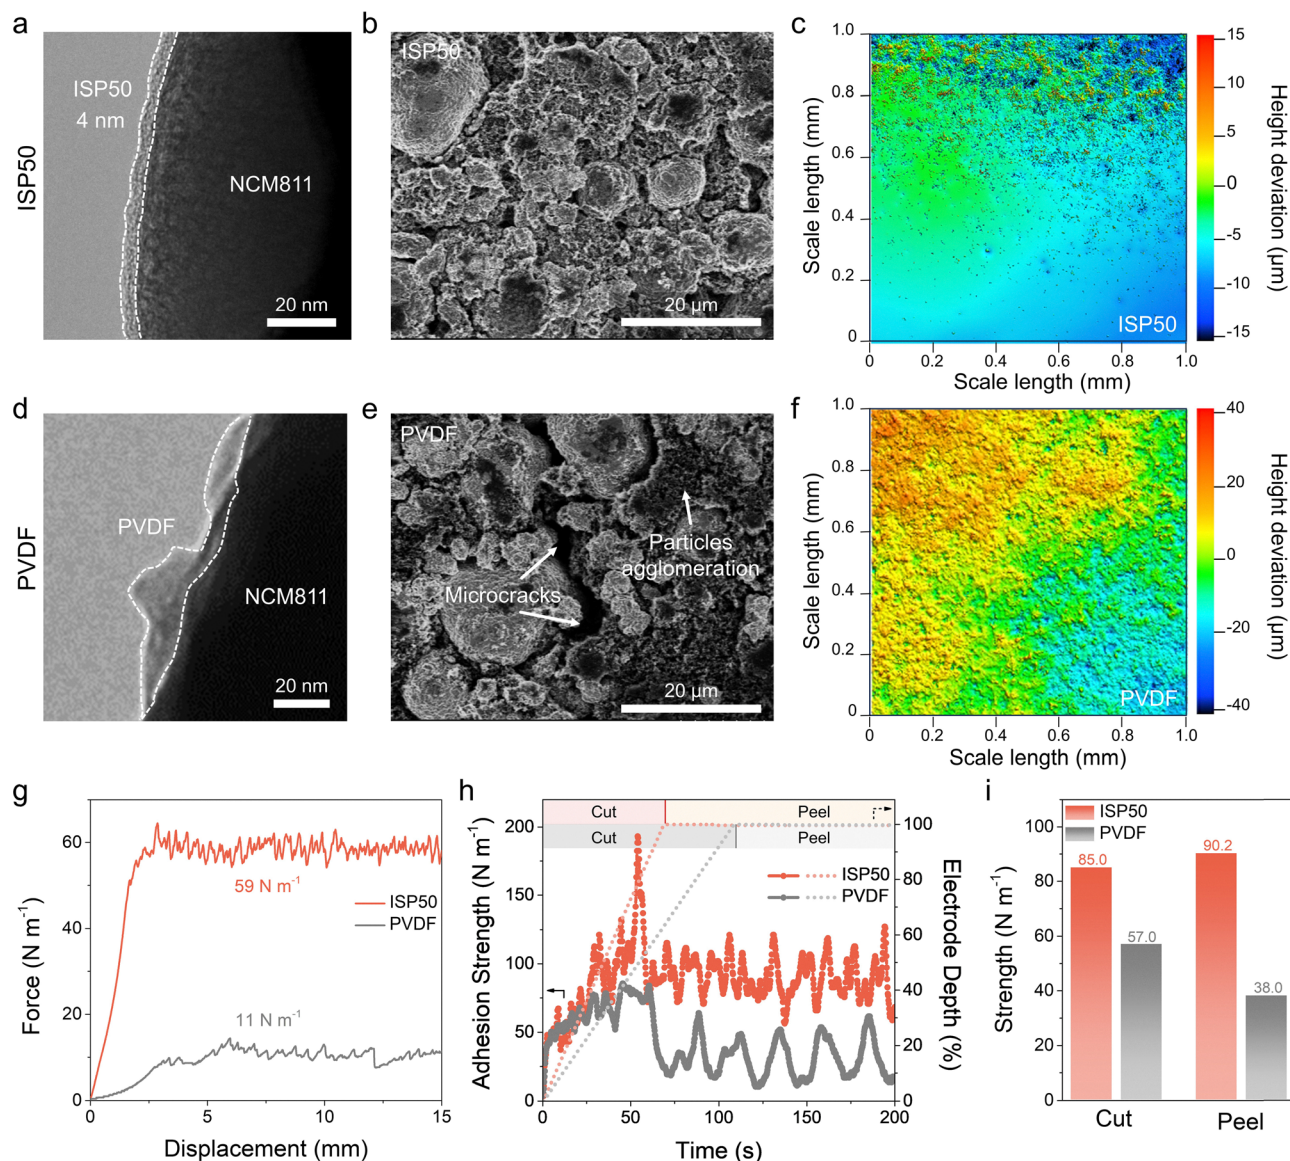 a
ISP50
ISP50
4 nm
NCM811
20 nm
b
ISP50
20 µm
c
1.0
0.8
0.6
0.4
0.2
0
Scale length (mm)
0
0.2
0.4
0.6
0.8
1.0
Scale length (mm)
ISP50
15
10
5
0
-5
-10
-15
Height deviation (µm)
d
PVDF
PVDF
NCM811
20 nm
e
PVDF
Particles
agglomeration
Microcracks
20 µm
f
1.0
0.8
0.6
0.4
0.2
0
Scale length (mm)
0
0.2
0.4
0.6
0.8
1.0
Scale length (mm)
PVDF
40
20
0
-20
-40
Height deviation (µm)
g
60
40
20
0
Force (N m⁻¹)
59 N m⁻¹
ISP50
PVDF
11 N m⁻¹
0
5
10
15
Displacement (mm)
h
Cut
Peel
Cut
Peel
200
150
100
50
0
Adhesion Strength (N m⁻¹)
ISP50
PVDF
100
80
60
40
20
0
Electrode Depth (%)
0
50
100
150
200
Time (s)
i
ISP50
PVDF
100
80
60
40
20
0
Strength (N m⁻¹)
85.0
57.0
90.2
38.0
Cut
Peel